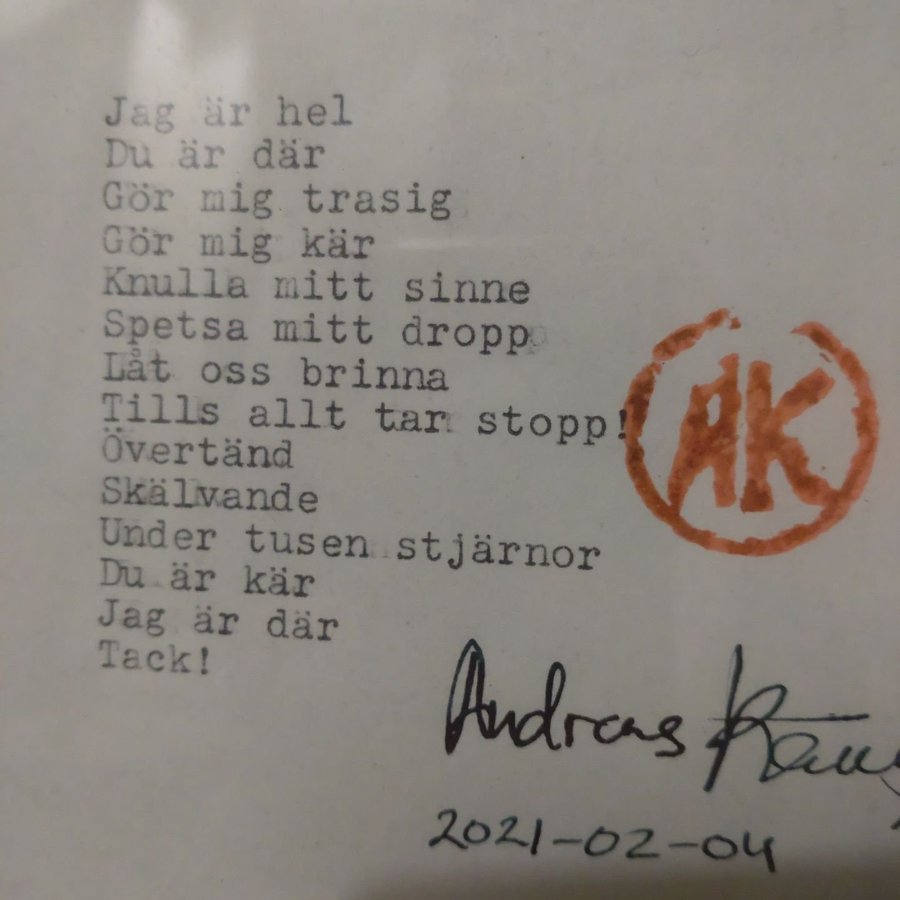 Jag är hel
Du är där
Gör mig trasig
Gör mig kär
Knulla mitt sinne
Spetsa mitt dropp
Låt oss brinna
Tills allt tar stopp!
Övertänd
Skälvande
Under tusen stjärnor
Du är kär
Jag är där
Tack!
AK
Andreas
2021-02-04